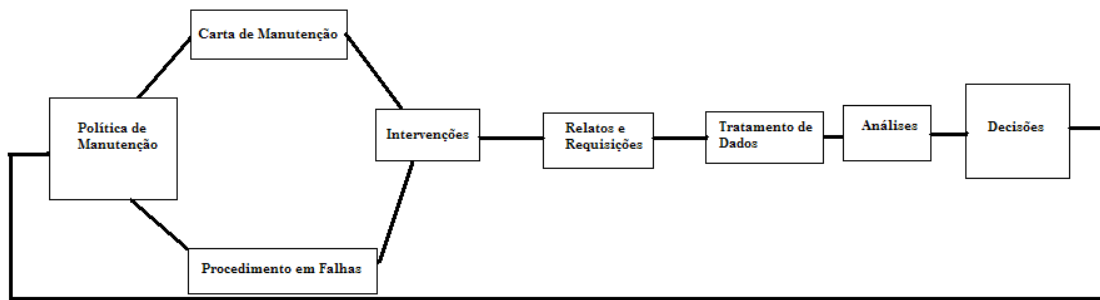 Carta de Manutenção
Política de
Manutenção
Intervenções
Procedimento em Falhas
Relatos e
Requisições
Tratamento de
Dados
Análises
Decisões